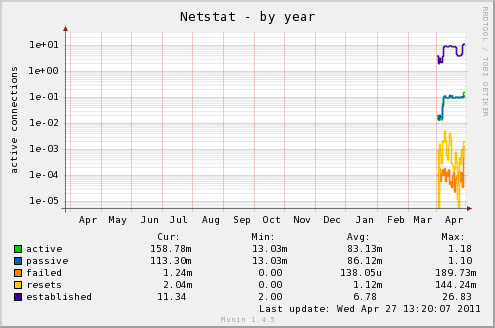 Netstat - by year
RRDTOOL / TOBI OETIKER
active connections
1e+01
1e+00
1e-01
1e-02
1e-03
1e-04
1e-05
Apr May Jun Jul Aug Sep Oct Nov Dec Jan Feb Mar Apr
Cur: Min: Avg: Max:
active 158.78m 13.03m 83.13m 1.18
passive 113.30m 13.03m 86.12m 1.10
failed 1.24m 0.00 138.05u 189.73m
resets 2.04m 0.00 1.12m 144.24m
established 11.34 2.00 6.78 26.83
Last update: Wed Apr 27 13:20:07 2011
Munin 1.4.5